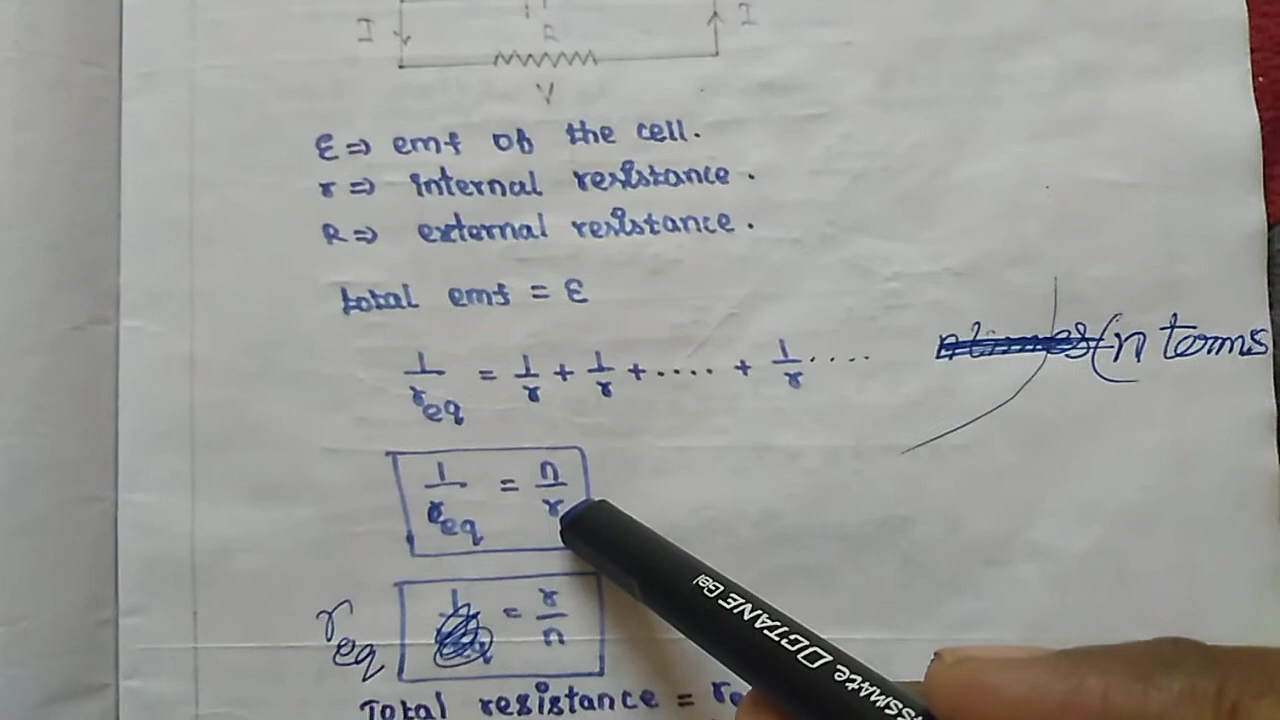 I R I
V
ε ⇒ emf of the cell.
r ⇒ internal resistance.
R ⇒ external resistance.
total emf = ε
1/r_eq = 1/r + 1/r + .... + 1/r .... (n terms
1/r_eq = n/r
r_eq = r/n
Total resistance =
CLASSMATE OCTANE Gel